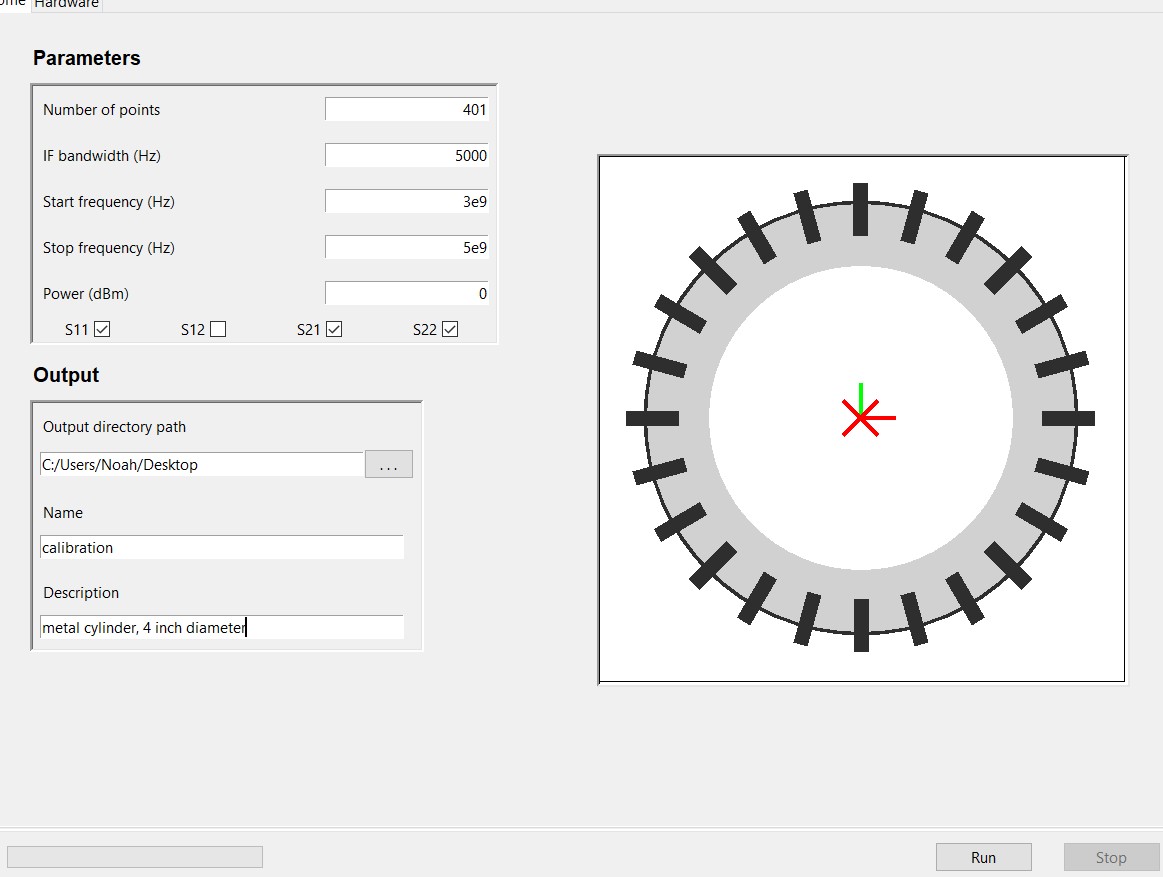 Hardware
Parameters
Number of points 401
IF bandwidth (Hz) 5000
Start frequency (Hz) 3e9
Stop frequency (Hz) 5e9
Power (dBm) 0
S11 S12 S21 S22
Output
Output directory path
C:/Users/Noah/Desktop ...
Name
calibration
Description
metal cylinder, 4 inch diameter
Run Stop